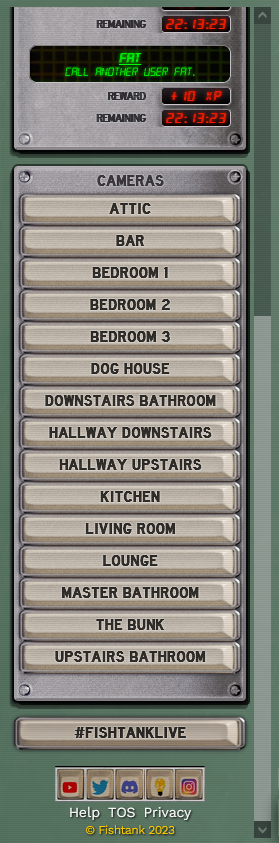 REMAINING 22:13:23
FAT
CALL ANOTHER USER FAT.
REWARD +10 XP
REMAINING 22:13:23
CAMERAS
ATTIC
BAR
BEDROOM 1
BEDROOM 2
BEDROOM 3
DOG HOUSE
DOWNSTAIRS BATHROOM
HALLWAY DOWNSTAIRS
HALLWAY UPSTAIRS
KITCHEN
LIVING ROOM
LOUNGE
MASTER BATHROOM
THE BUNK
UPSTAIRS BATHROOM
#FISHTANKLIVE
Help TOS Privacy
© Fishtank 2023